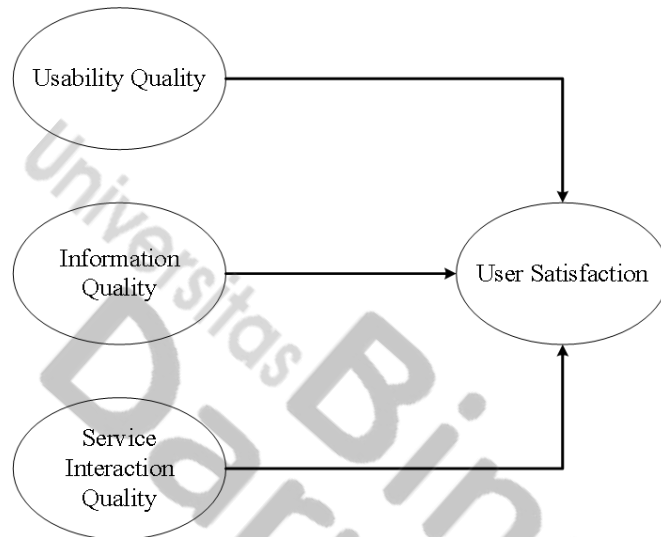 Usability Quality
Information
Quality
User Satisfaction
Service
Interaction
Quality
Universitas
Bin
Dar